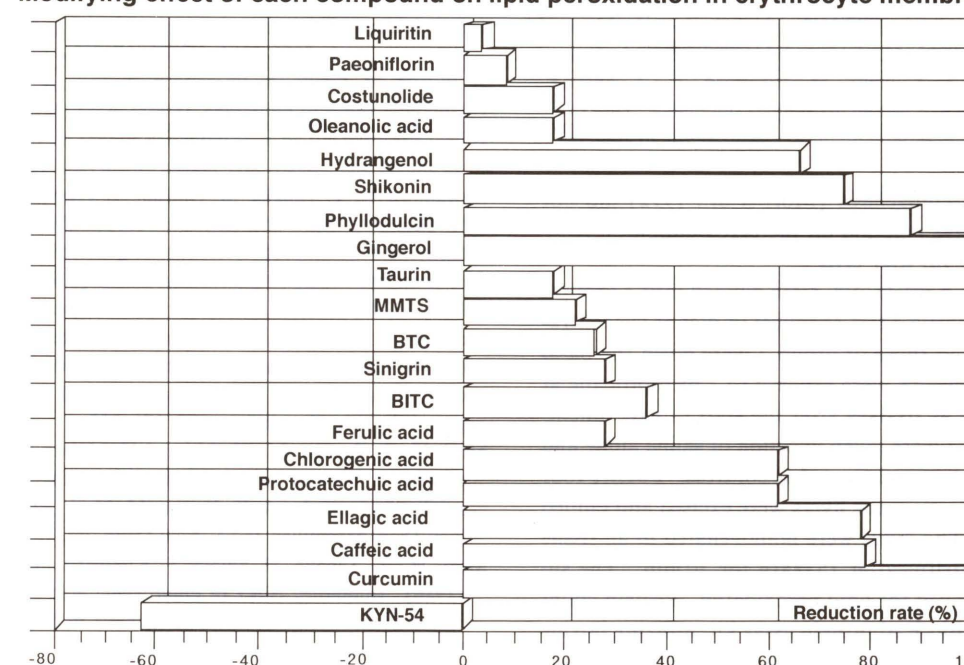 Modifying effect of each compound on lipid peroxidation in erythrocyte
Liquiritin
Paeoniflorin
Costunolide
Oleanolic acid
Hydrangenol
Shikonin
Phyllodulcin
Gingerol
Taurin
MMTS
BTC
Sinigrin
BITC
Ferulic acid
Chlorogenic acid
Protocatechuic acid
Ellagic acid
Caffeic acid
Curcumin
KYN-54
Reduction rate (%)
-80 -60 -40 -20 0 20 40 60 80